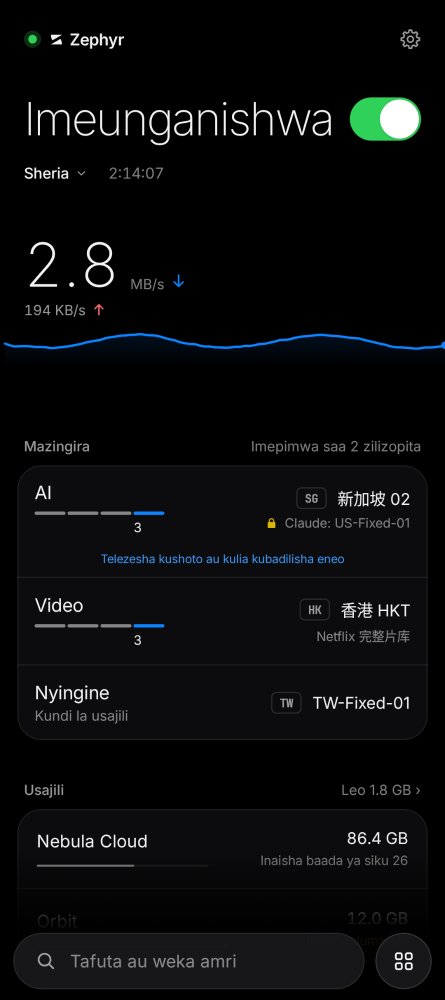 Zephyr
Imeunganishwa
Sheria
2:14:07
2.8 MB/s ↓
194 KB/s ↑
Mazingira
Imepimwa saa 2 zilizopita
AI
SG 新加坡 02
3
Claude: US-Fixed-01
Telezesha kushoto au kulia kubadilisha eneo
Video
HK 香港 HKT
3
Netflix 完整片库
Nyingine
TW TW-Fixed-01
Kundi la usajili
Usajili
Leo 1.8 GB ›
Nebula Cloud
86.4 GB
Inaisha baada ya siku 26
Orbit
12.0 GB
Tafuta au weka amri